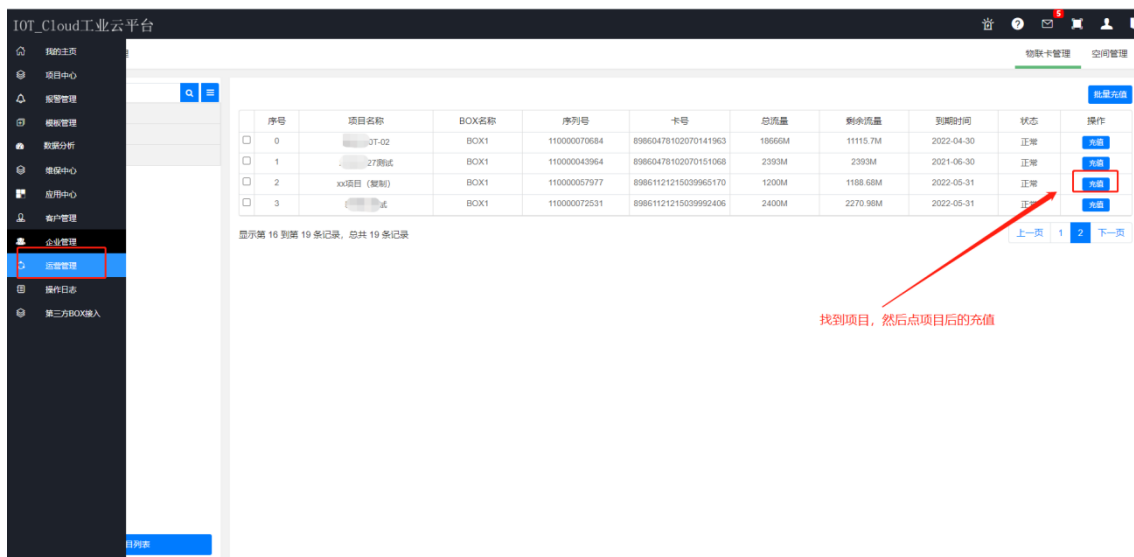 IOT_Cloud工业云平台
5
我的主页
物联卡管理 空间管理
项目中心
报警管理
批量充值
模板管理
数据分析
维保中心
应用中心
客户管理
企业管理
运营管理
操作日志
第三方BOX接入
序号 项目名称 BOX名称 序列号 卡号 总流量 剩余流量 到期时间 状态 操作
0 0T-02 BOX1 110000070684 89860478102070141963 18666M 11115.7M 2022-04-30 正常 充值
1 27测试 BOX1 110000043964 89860478102070151068 2393M 2393M 2021-06-30 正常 充值
2 xx项目（复制） BOX1 110000057977 89861121215039965170 1200M 1188.68M 2022-05-31 正常 充值
3 试 BOX1 110000072531 89861121215039992406 2400M 2270.98M 2022-05-31 正常 充值
显示第 16 到第 19 条记录，总共 19 条记录
上一页 1 2 下一页
找到项目，然后点项目后的充值
目列表